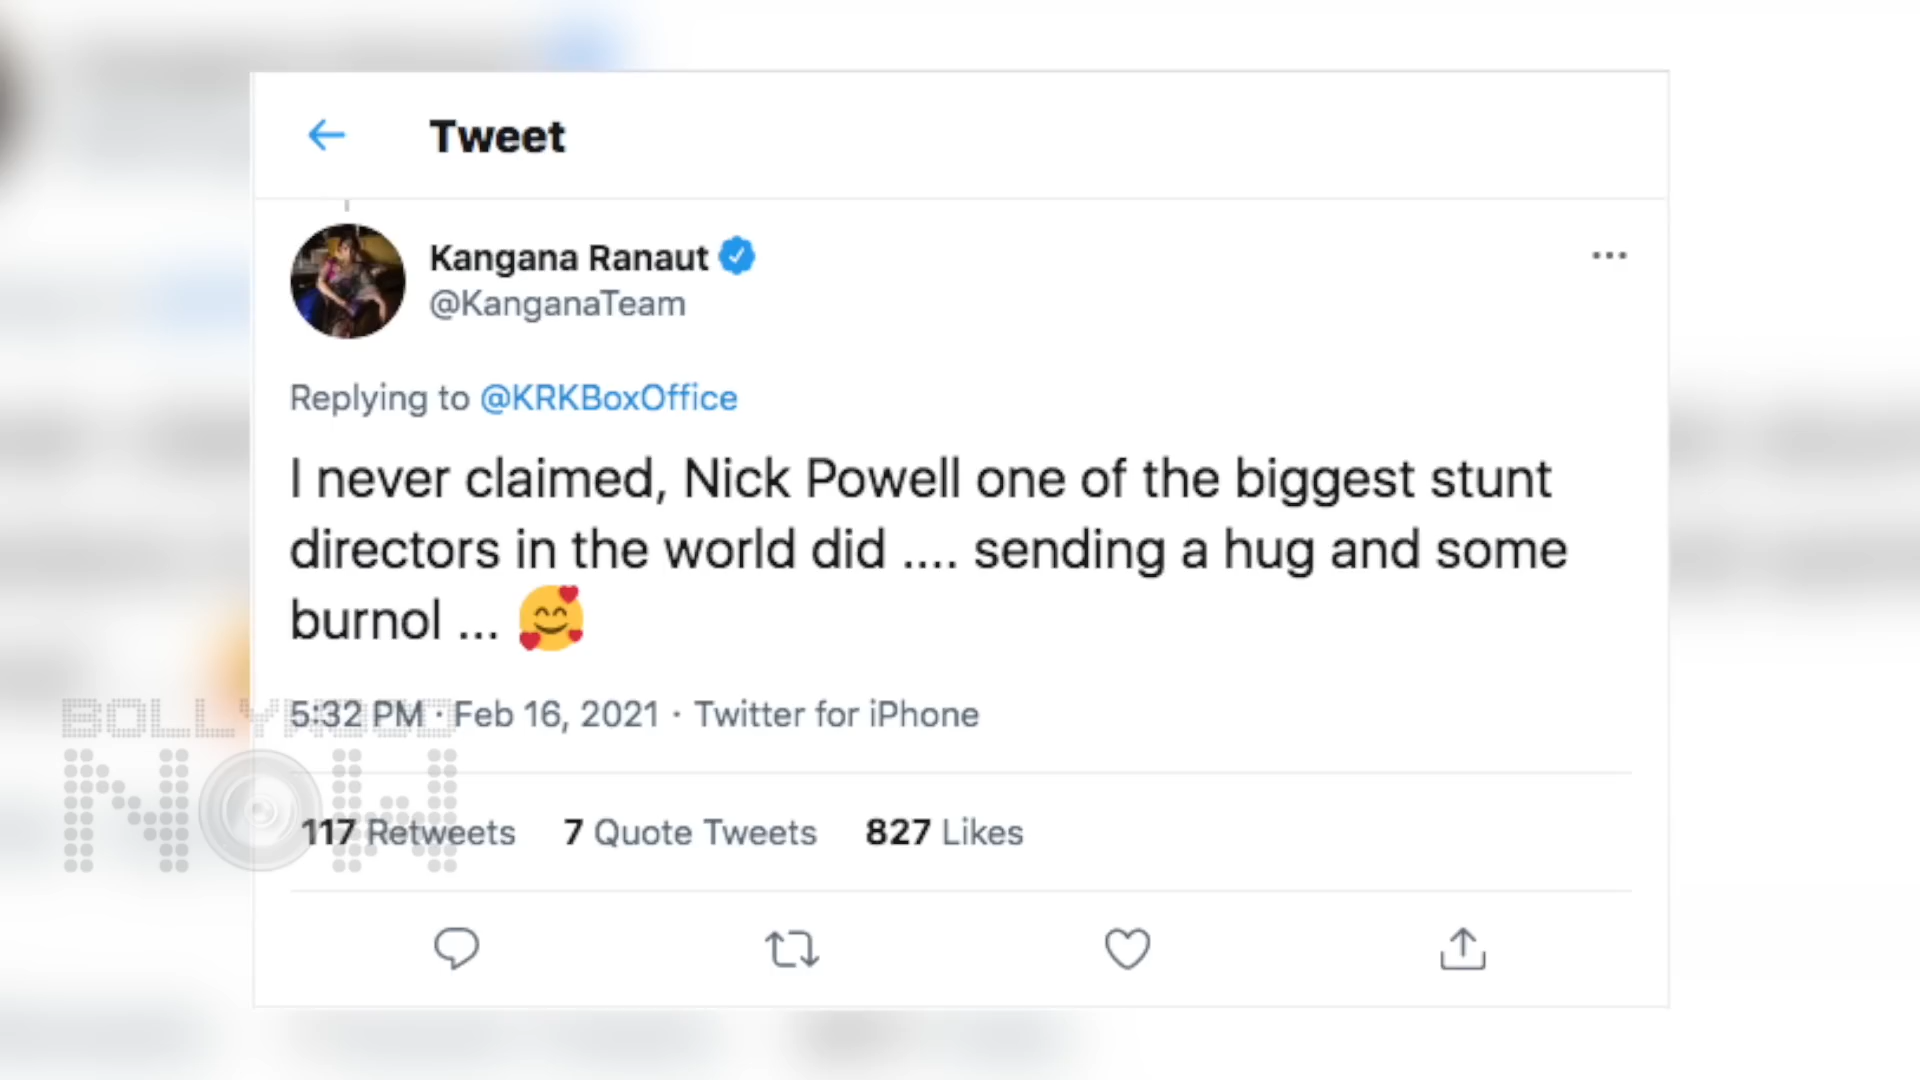 Tweet
Kangana Ranaut
@KanganaTeam
Replying to @KRKBoxOffice
I never claimed, Nick Powell one of the biggest stunt
directors in the world did .... sending a hug and some
burnol ... 🥰
5:32 PM · Feb 16, 2021 · Twitter for iPhone
117 Retweets 7 Quote Tweets 827 Likes
BOLLYWOOD
NOW